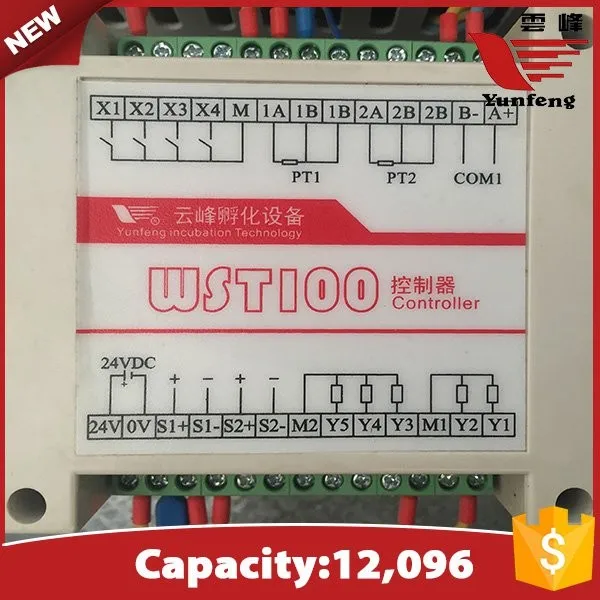 NEW
雲峰
Yunfeng
X1 X2 X3 X4 M 1A 1B 1B 2A 2B 2B B- A+
PT1 PT2 COM1
云峰孵化设备
Yunfeng incubation Technology
WST100 控制器
Controller
24VDC
+ - + -
24V 0V S1+ S1- S2+ S2- M2 Y5 Y4 Y3 M1 Y2 Y1
Capacity:12,096
$